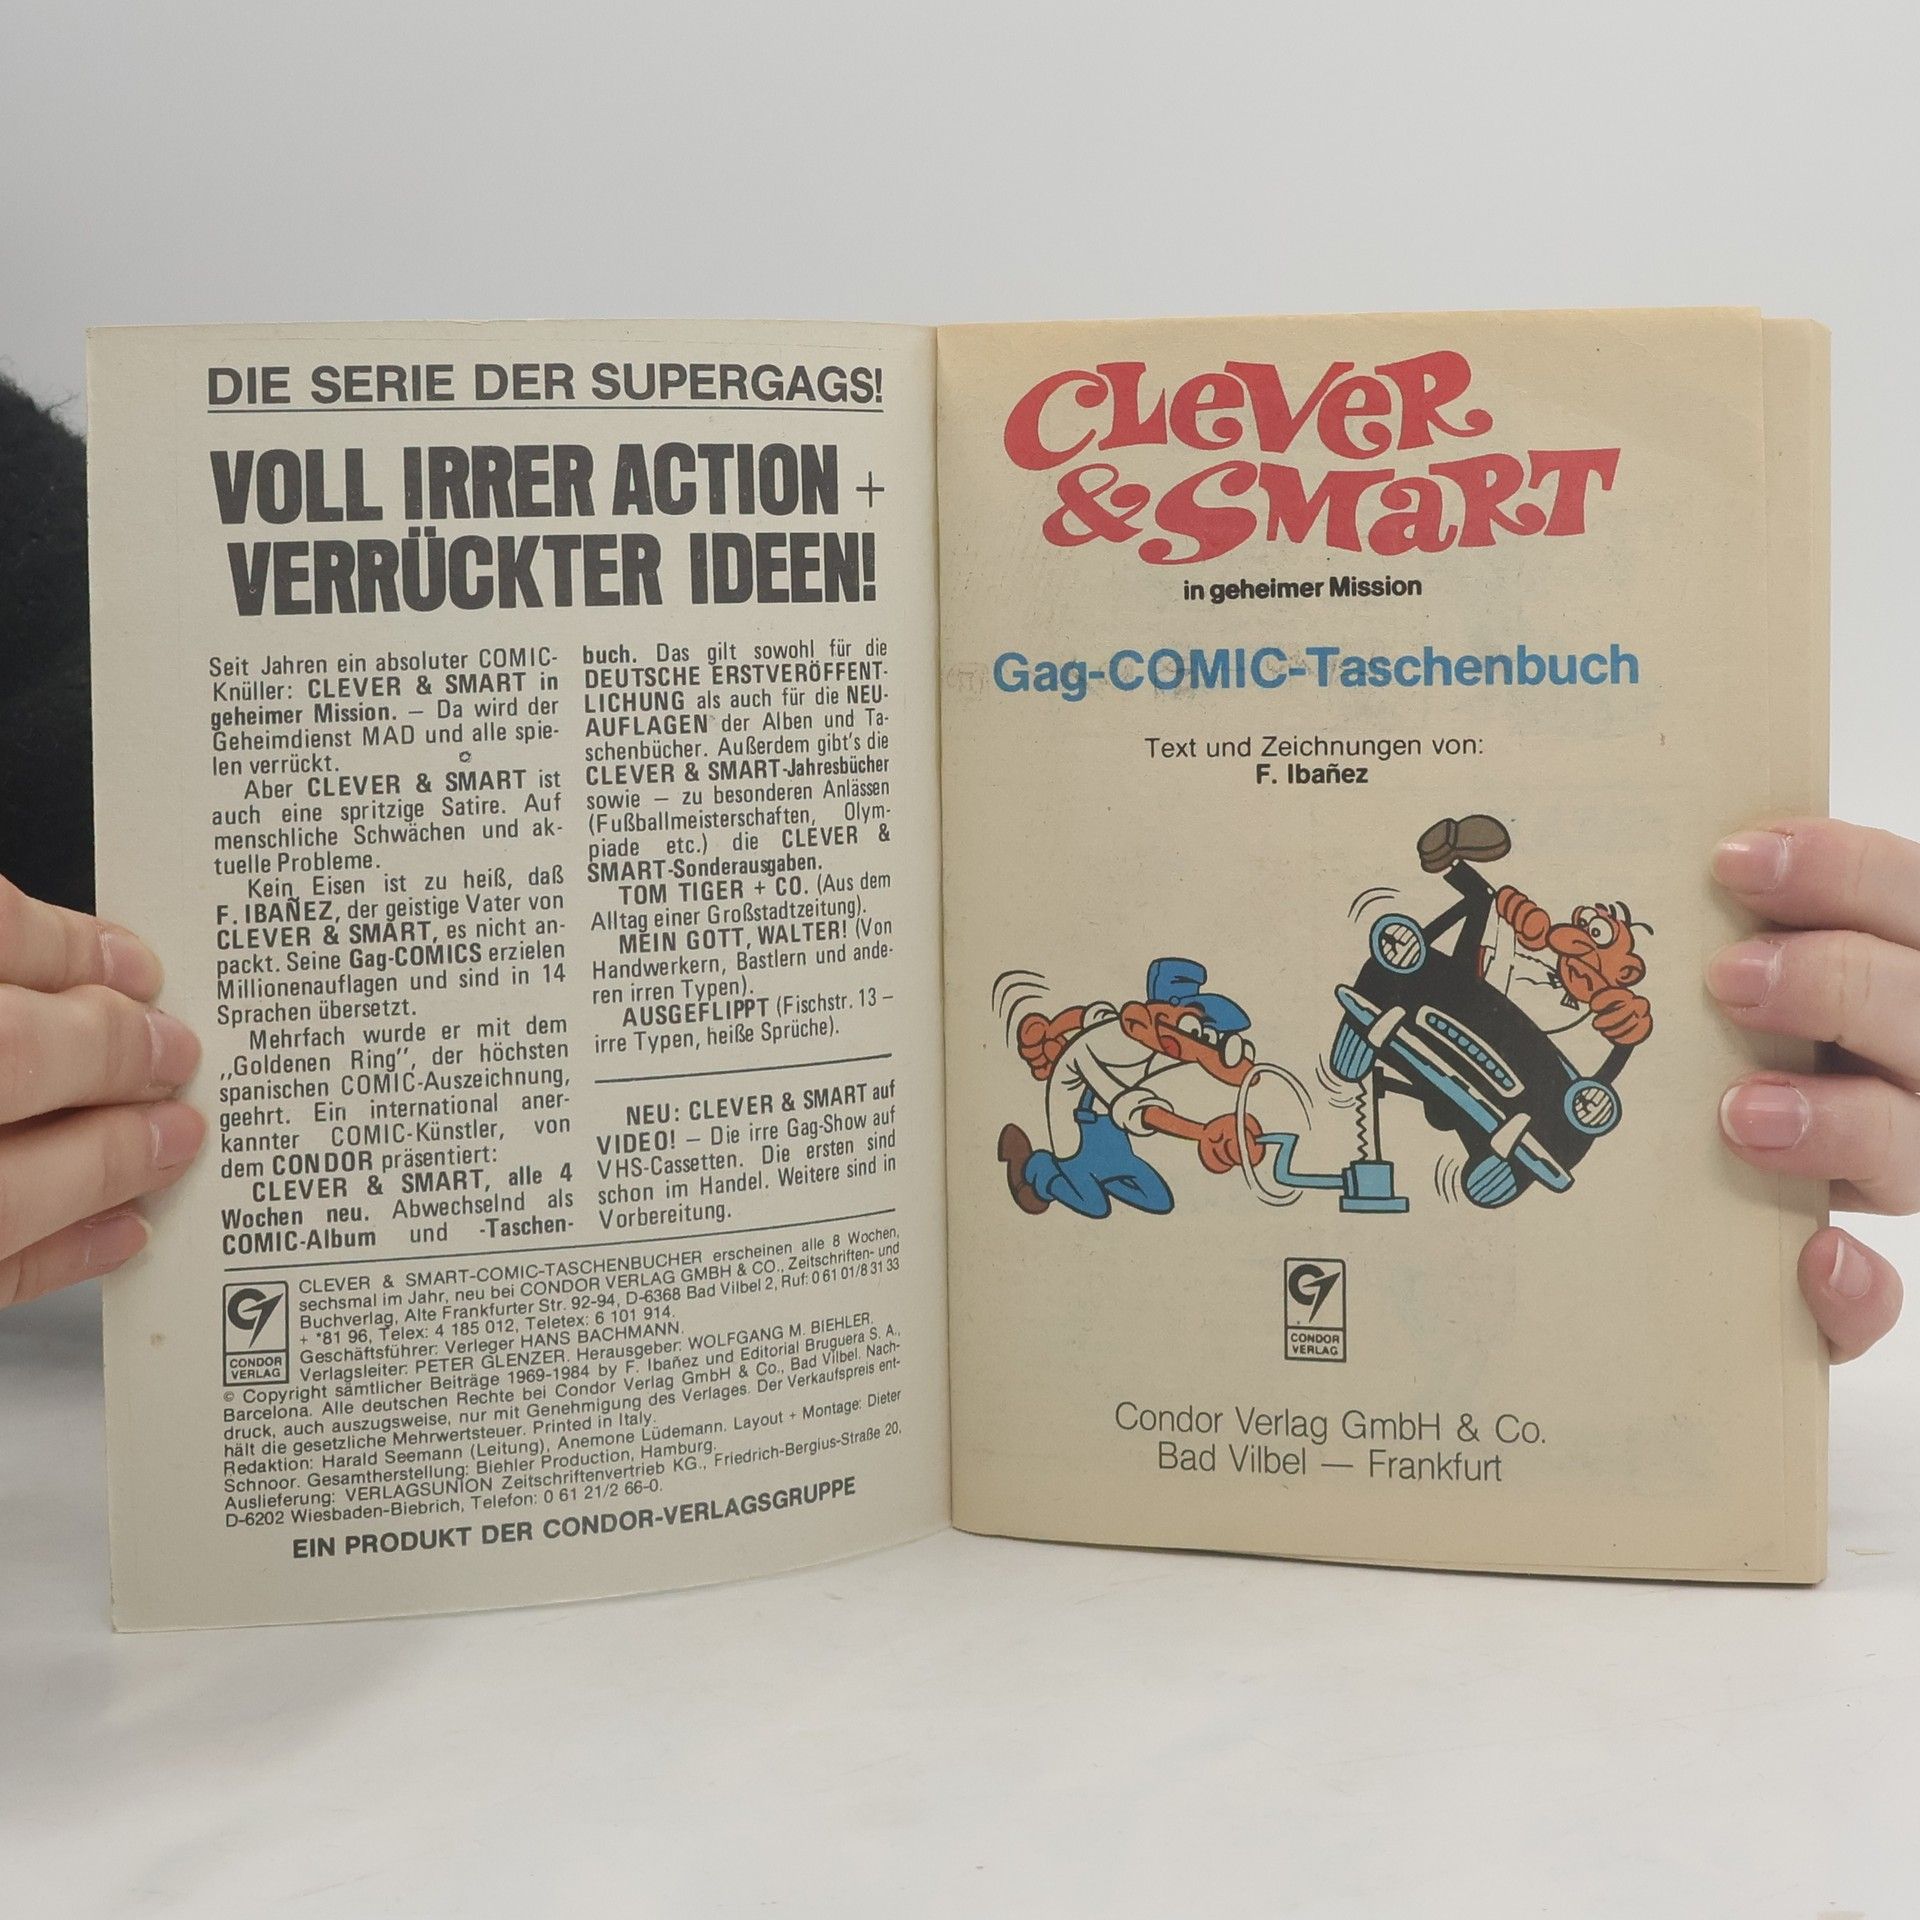 DIE SERIE DER SUPERGAGS!
VOLL IRRER ACTION +
VERRÜCKTER IDEEN!
Seit Jahren ein absoluter COMIC-
Knüller: CLEVER & SMART in
geheimer Mission. – Da wird der
Geheimdienst MAD und alle spie-
len verrückt.
Aber CLEVER & SMART ist
auch eine spritzige Satire. Auf
menschliche Schwächen und ak-
tuelle Probleme.
Kein Eisen ist zu heiß, daß
F. IBAÑEZ, der geistige Vater von
CLEVER & SMART, es nicht an-
packt. Seine Gag-COMICS erzielen
Millionenauflagen und sind in 14
Sprachen übersetzt.
Mehrfach wurde er mit dem
„Goldenen Ring”, der höchsten
spanischen COMIC-Auszeichnung,
geehrt. Ein international aner-
kannter COMIC-Künstler, von
dem CONDOR präsentiert:
CLEVER & SMART, alle 4
Wochen neu. Abwechselnd als
COMIC-Album und -Taschen-
buch. Das gilt sowohl für die
DEUTSCHE ERSTVERÖFFENT-
LICHUNG als auch für die NEU-
AUFLAGEN der Alben und Ta-
schenbücher. Außerdem gibt's die
CLEVER & SMART-Jahresbücher
sowie – zu besonderen Anlässen
(Fußballmeisterschaften, Olym-
piade etc.) die CLEVER &
SMART-Sonderausgaben.
TOM TIGER + CO. (Aus dem
Alltag einer Großstadtzeitung).
MEIN GOTT, WALTER! (Von
Handwerkern, Bastlern und ande-
ren irren Typen).
AUSGEFLIPPT (Fischstr. 13 –
irre Typen, heiße Sprüche).
NEU: CLEVER & SMART auf
VIDEO! – Die irre Gag-Show auf
VHS-Cassetten. Die ersten sind
schon im Handel. Weitere sind in
Vorbereitung.
CONDOR
VERLAG
CLEVER & SMART-COMIC-TASCHENBUCHER erscheinen alle 8 Wochen,
sechsmal im Jahr, neu bei CONDOR VERLAG GMBH & CO., Zeitschriften- und
Buchverlag, Alte Frankfurter Str. 92-94, D-6368 Bad Vilbel 2, Ruf: 0 61 01/8 31 33
+ *81 96, Telex: 4 185 012, Teletex: 6 101 914.
Geschäftsführer: Verleger HANS BACHMANN.
Verlagsleiter: PETER GLENZER. Herausgeber: WOLFGANG M. BIEHLER.
© Copyright sämtlicher Beiträge 1969-1984 by F. Ibañez und Editorial Bruguera S. A.,
Barcelona. Alle deutschen Rechte bei Condor Verlag GmbH & Co., Bad Vilbel. Nach-
druck, auch auszugsweise, nur mit Genehmigung des Verlages. Der Verkaufspreis ent-
hält die gesetzliche Mehrwertsteuer. Printed in Italy.
Redaktion: Harald Seemann (Leitung), Anemone Lüdemann. Layout + Montage: Dieter
Schnoor. Gesamtherstellung: Biehler Production, Hamburg.
Auslieferung: VERLAGSUNION Zeitschriftenvertrieb KG., Friedrich-Bergius-Straße 20,
D-6202 Wiesbaden-Biebrich, Telefon: 0 61 21/2 66-0.
EIN PRODUKT DER CONDOR-VERLAGSGRUPPE
CLEVER
& SMART
in geheimer Mission
Gag-COMIC-Taschenbuch
Text und Zeichnungen von:
F. Ibañez
CONDOR
VERLAG
Condor Verlag GmbH & Co.
Bad Vilbel — Frankfurt